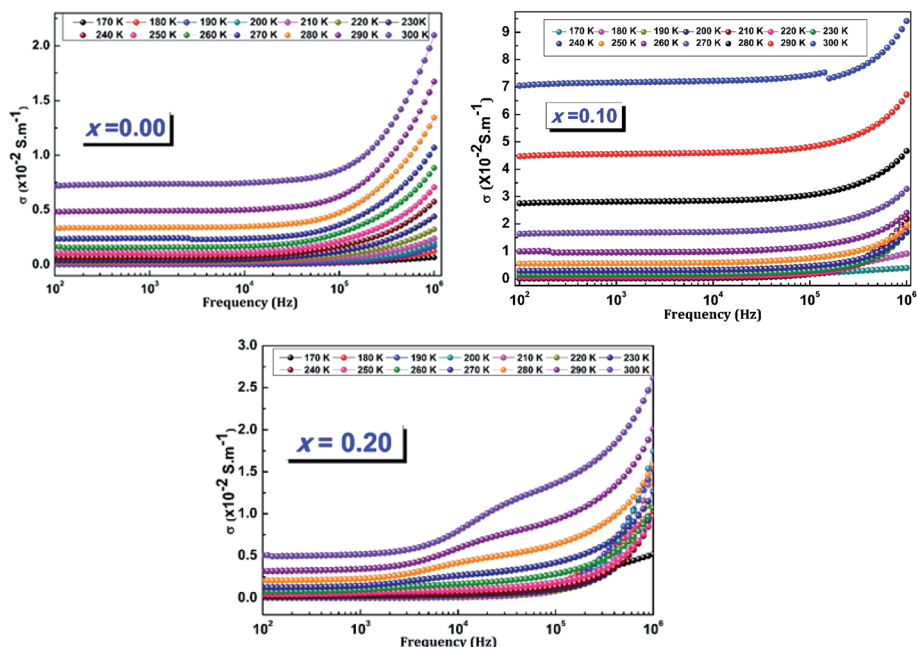 170 K 180 K 190 K 200 K 210 K 220 K 230K
240 K 250 K 260 K 270 K 280 K 290 K 300 K
x =0.00
σ (X10⁻² S.m⁻¹)
2.0
1.5
1.0
0.5
0.0
10² 10³ 10⁴ 10⁵ 10⁶
Frequency (Hz)
170 K 180 K 190 K 200 K 210 K 220 K 230 K
240 K 250 K 260 K 270 K 280 K 290 K 300 K
x =0.10
σ (X10⁻² S.m⁻¹)
9
8
7
6
5
4
3
2
1
0
10² 10³ 10⁴ 10⁵ 10⁶
Frequency (Hz)
170 K 180 K 190 K 200 K 210 K 220 K 230 K
240 K 250 K 260 K 270 K 280 K 290 K 300 K
x = 0.20
σ (x10⁻² S.m⁻¹)
3.0
2.5
2.0
1.5
1.0
0.5
0.0
10² 10³ 10⁴ 10⁵ 10⁶
Frequency (Hz)